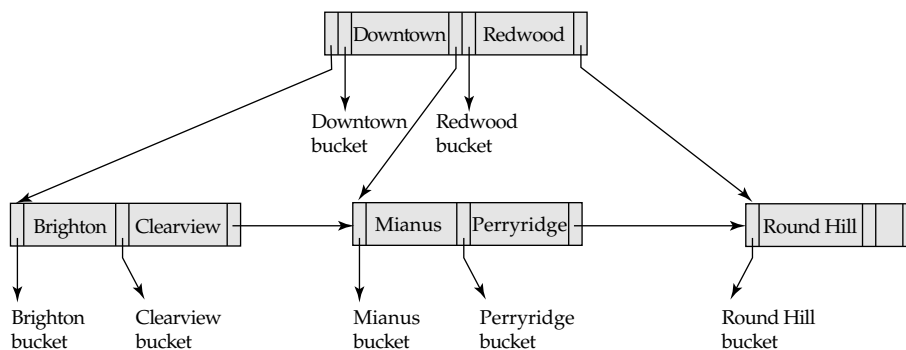 Downtown Redwood
Downtown
bucket
Redwood
bucket
Brighton Clearview
Mianus Perryridge
Round Hill
Brighton
bucket
Clearview
bucket
Mianus
bucket
Perryridge
bucket
Round Hill
bucket